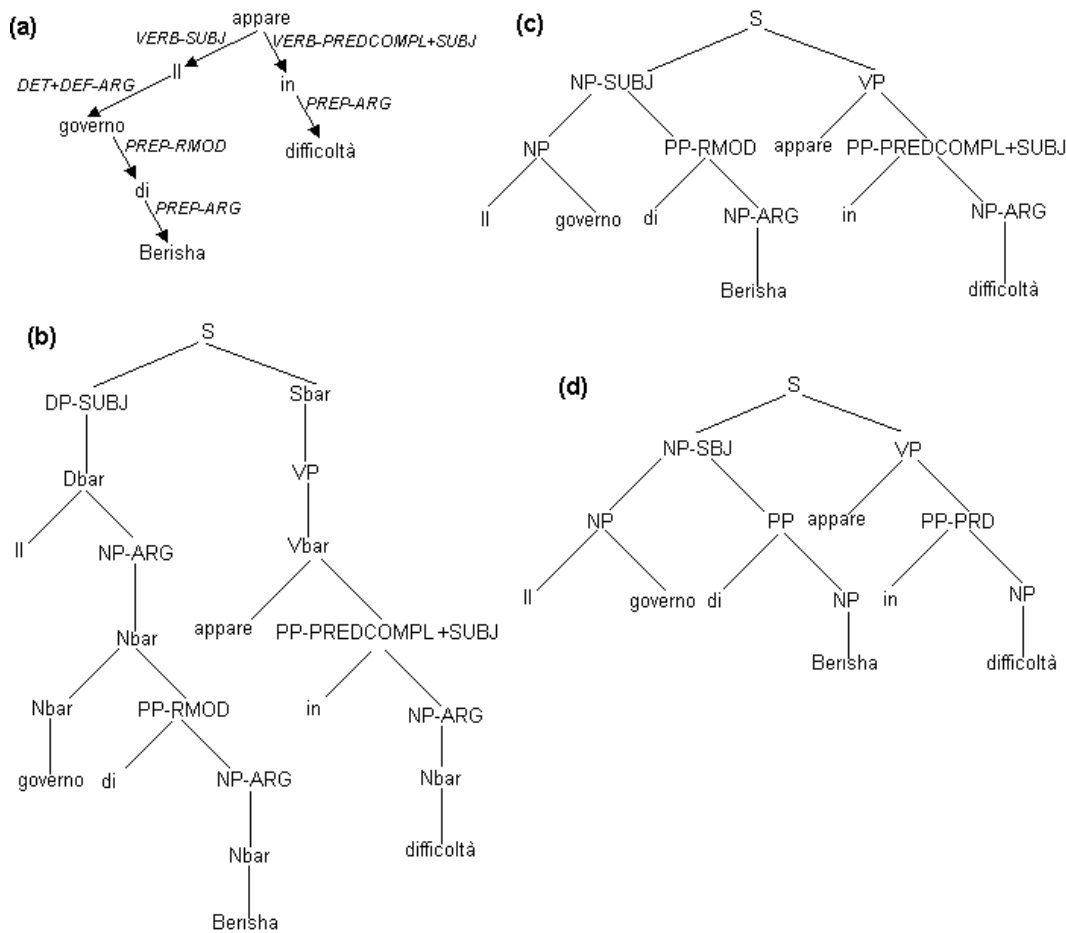 (a)
appare
VERB-SUBJ
VERB-PREDCOMPL+SUBJ
Il
in
DET+DEF-ARG
PREP-ARG
governo
difficoltà
PREP-RMOD
di
PREP-ARG
Berisha
(c)
S
NP-SUBJ VP
NP PP-RMOD appare PP-PREDCOMPL+SUBJ
Il governo di NP-ARG in NP-ARG
Berisha difficoltà
(b)
S
DP-SUBJ Sbar
Dbar VP
Il NP-ARG Vbar
Nbar appare PP-PREDCOMPL+SUBJ
Nbar PP-RMOD in NP-ARG
governo di NP-ARG Nbar
Nbar difficoltà
Berisha
(d)
S
NP-SBJ VP
NP PP appare PP-PRD
Il governo di NP in NP
Berisha difficoltà